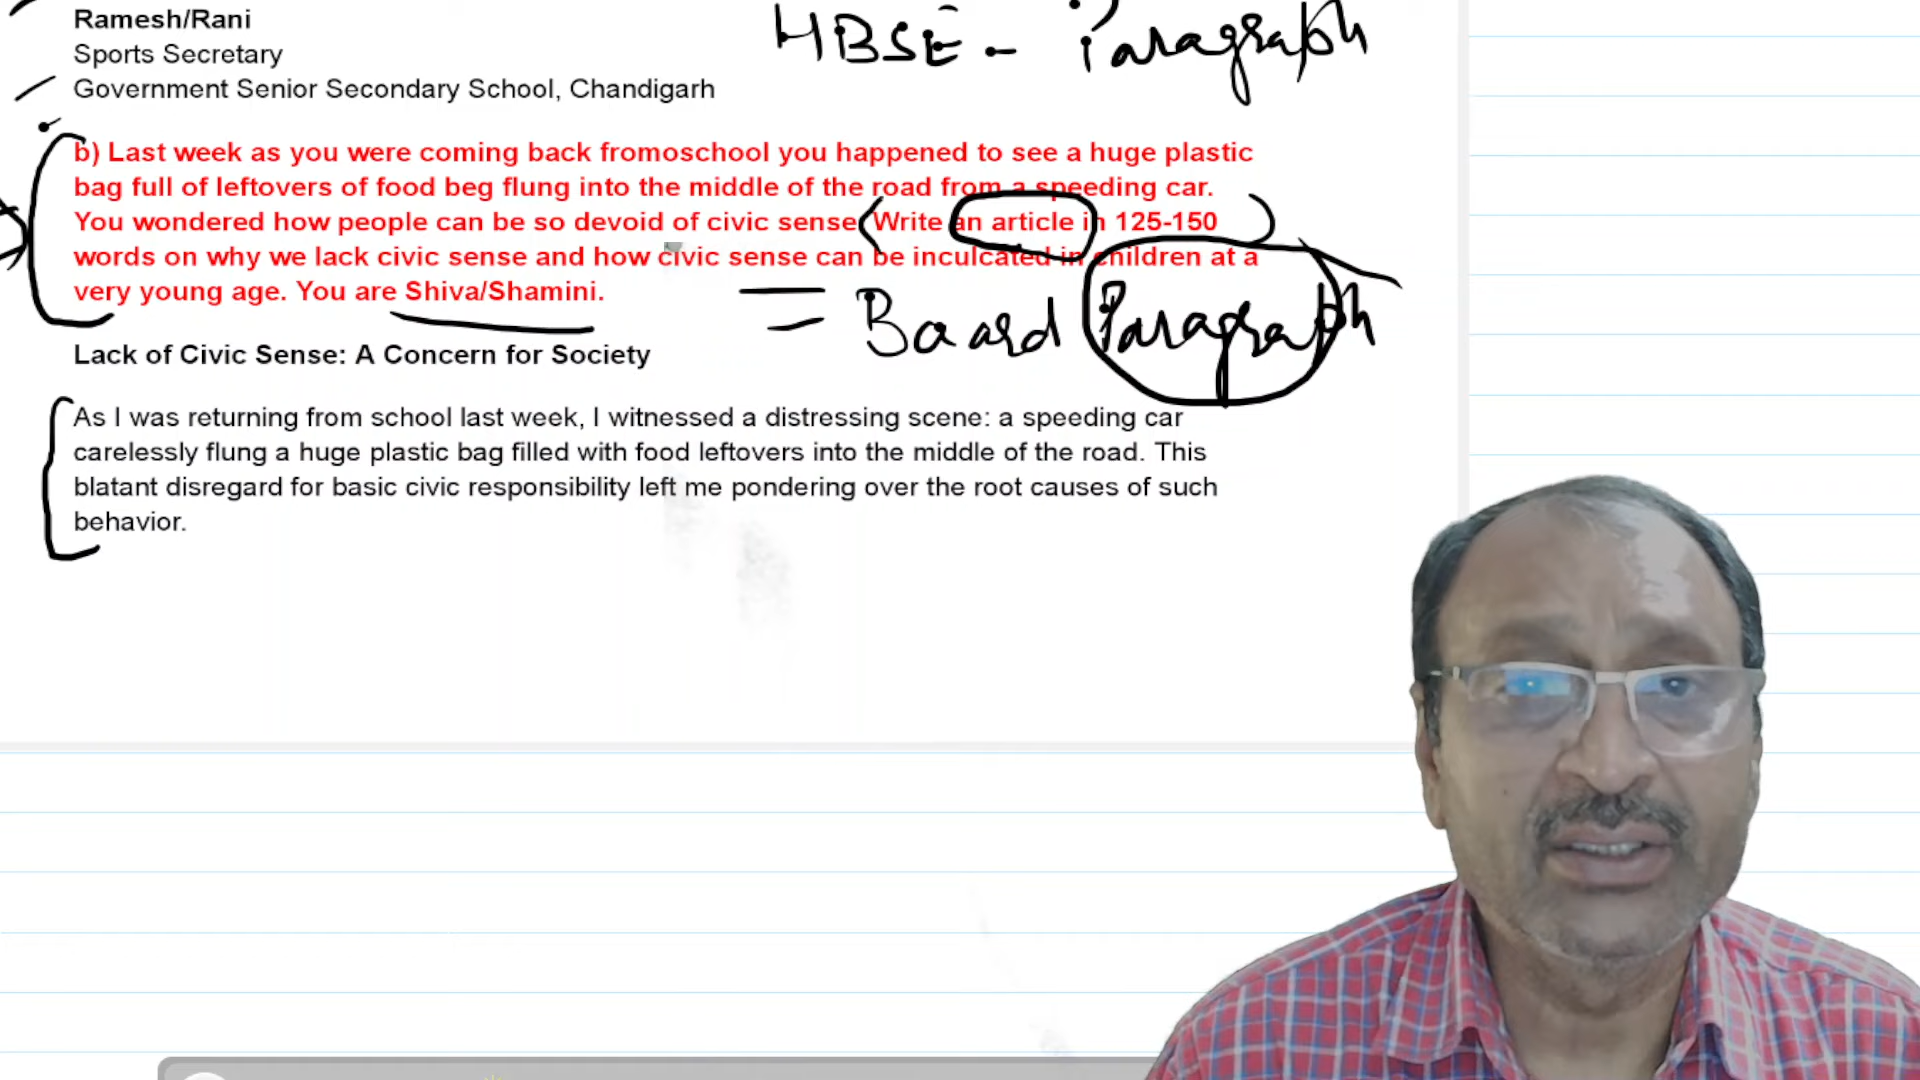 Ramesh/Rani
HBSE - Paragraph
Sports Secretary
Government Senior Secondary School, Chandigarh
b) Last week as you were coming back fromoschool you happened to see a huge plastic
bag full of leftovers of food beg flung into the middle of the road from a speeding car.
You wondered how people can be so devoid of civic sense. Write an article in 125-150
words on why we lack civic sense and how civic sense can be inculcated in children at a
very young age. You are Shiva/Shamini.
= Board Paragraph
Lack of Civic Sense: A Concern for Society
As I was returning from school last week, I witnessed a distressing scene: a speeding car
carelessly flung a huge plastic bag filled with food leftovers into the middle of the road. This
blatant disregard for basic civic responsibility left me pondering over the root causes of such
behavior.